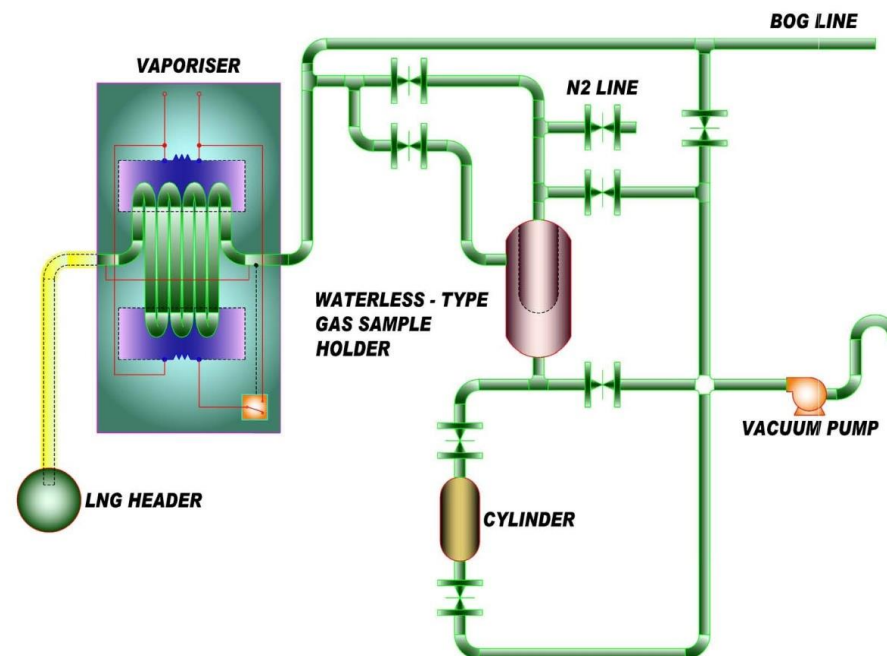 BOG LINE
VAPORISER
N2 LINE
WATERLESS - TYPE
GAS SAMPLE
HOLDER
VACUUM PUMP
LNG HEADER
CYLINDER